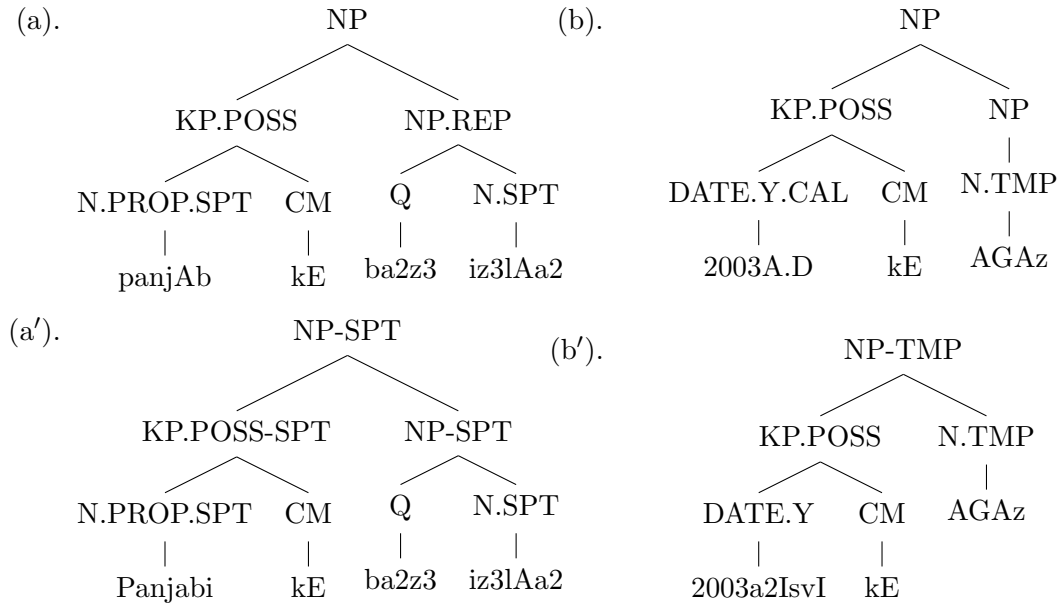 (a). NP (b). NP
KP.POSS NP.REP KP.POSS NP
N.PROP.SPT CM Q N.SPT DATE.Y.CAL CM N.TMP
panjAb kE ba2z3 iz3lAa2 2003A.D kE AGAz
(a′). NP-SPT (b′). NP-TMP
KP.POSS-SPT NP-SPT KP.POSS N.TMP
N.PROP.SPT CM Q N.SPT DATE.Y CM AGAz
Panjabi kE ba2z3 iz3lAa2 2003a2IsvI kE